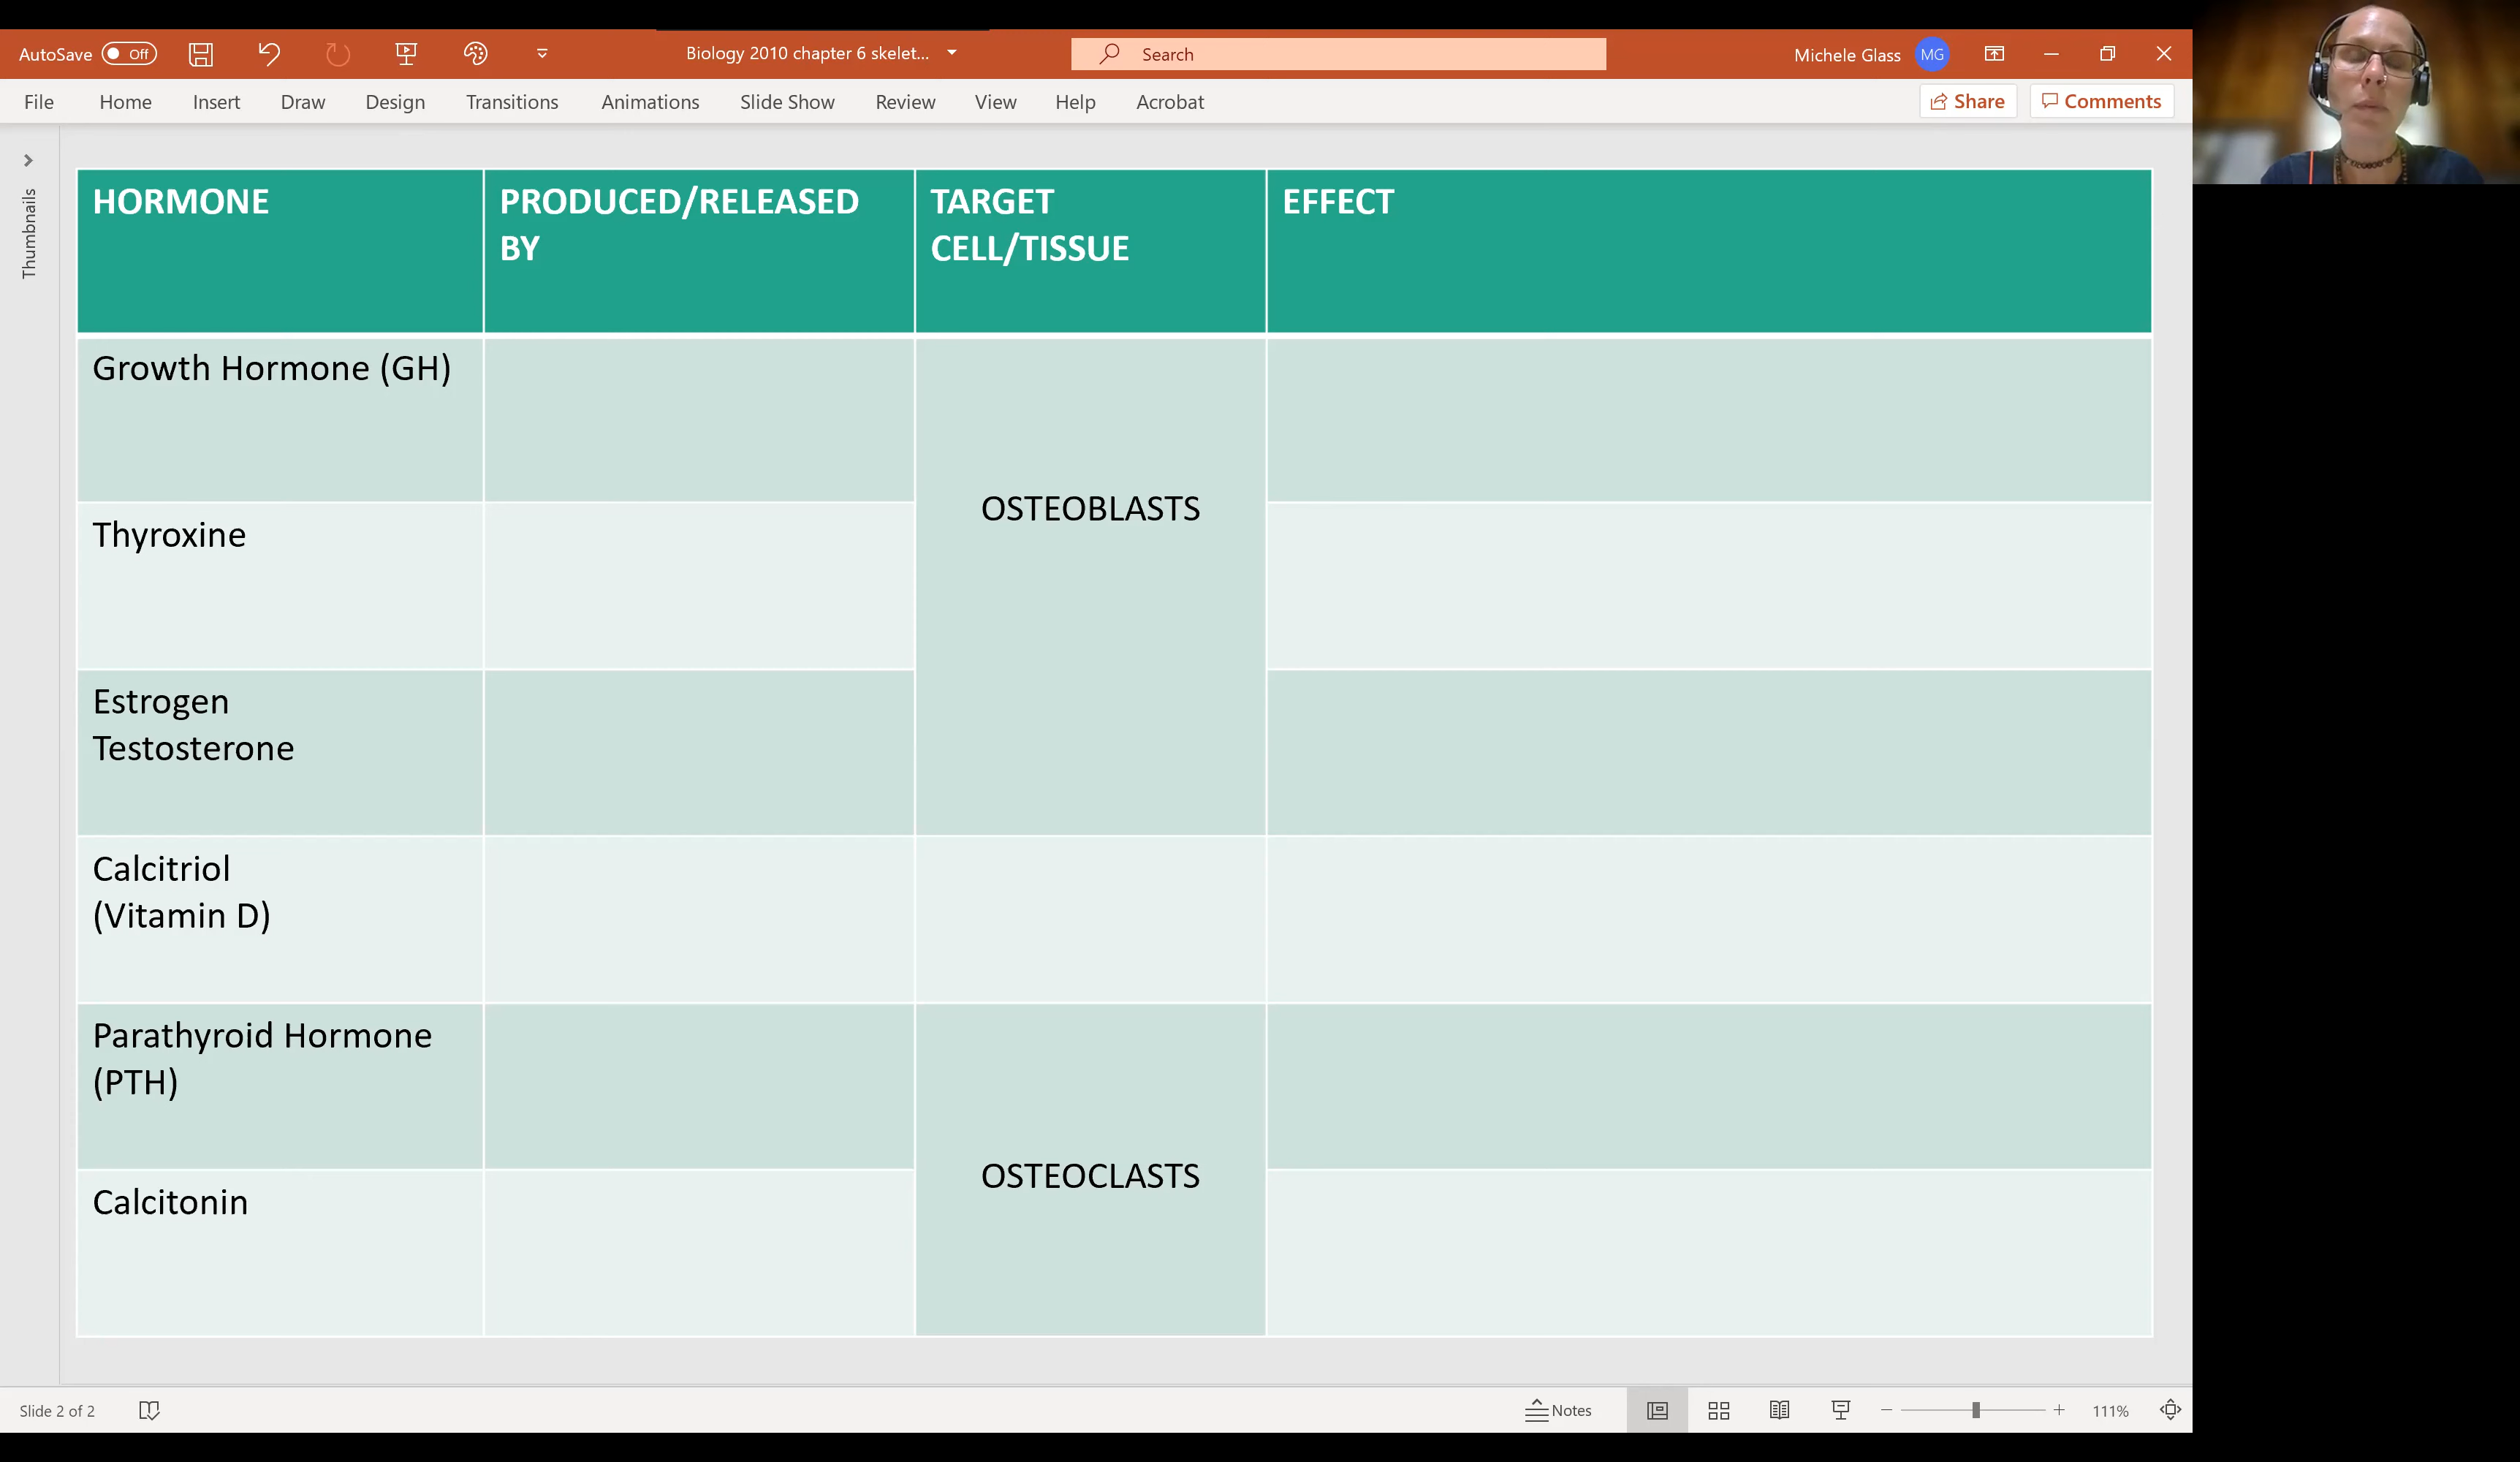 AutoSave Off
Biology 2010 chapter 6 skelet...
Search
Michele Glass MG
File Home Insert Draw Design Transitions Animations Slide Show Review View Help Acrobat
Share Comments
Thumbnails
HORMONE
PRODUCED/RELEASED
BY
TARGET
CELL/TISSUE
EFFECT
Growth Hormone (GH)
OSTEOBLASTS
Thyroxine
Estrogen
Testosterone
Calcitriol
(Vitamin D)
Parathyroid Hormone
(PTH)
OSTEOCLASTS
Calcitonin
Slide 2 of 2
Notes
111%